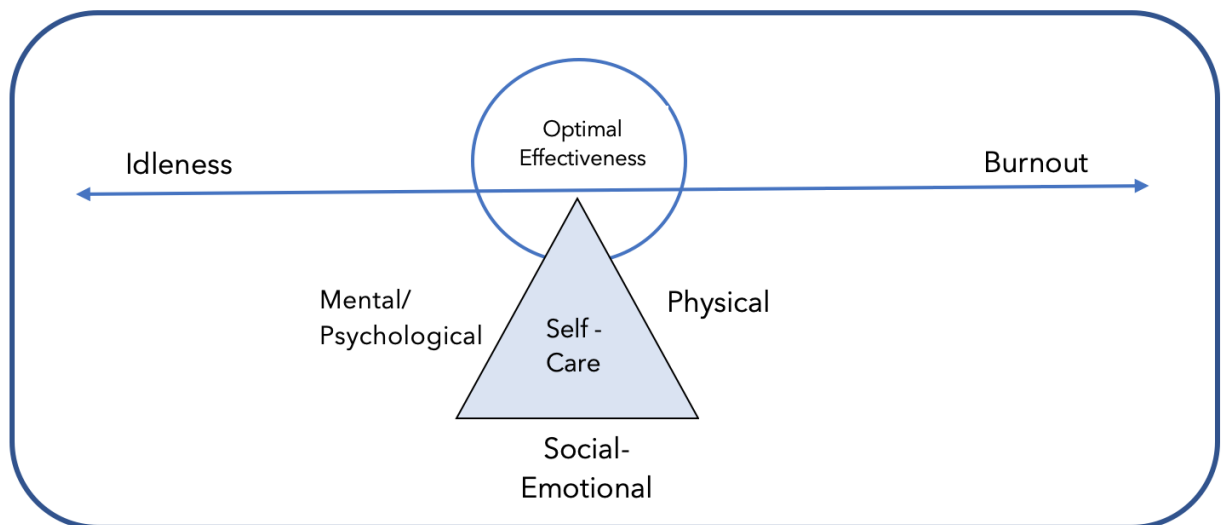 Optimal
Effectiveness
Idleness
Burnout
Mental/
Psychological
Physical
Self -
Care
Social-
Emotional